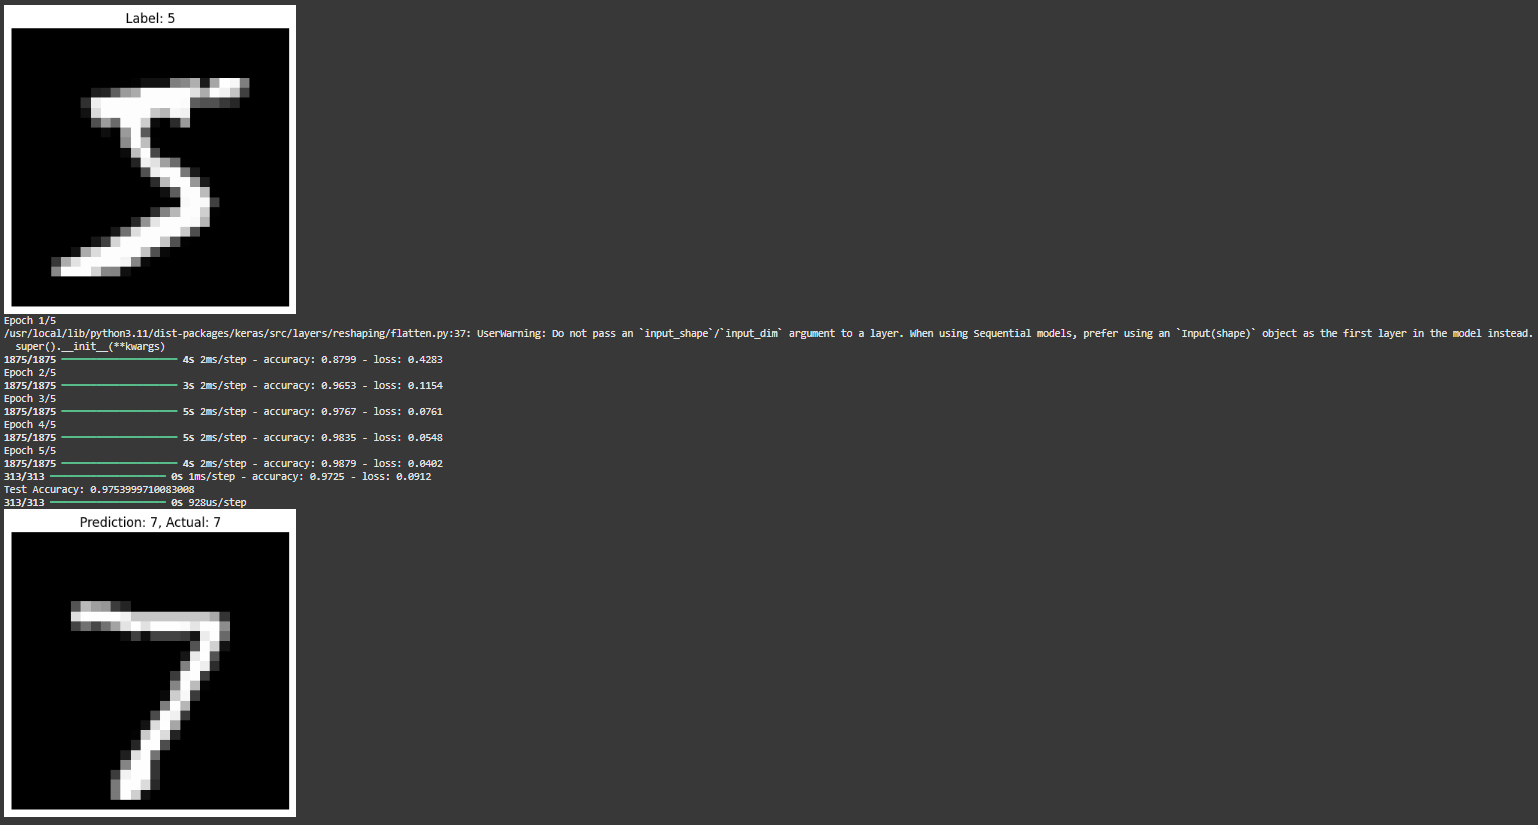 Label: 5
5
Epoch 1/5
/usr/local/lib/python3.11/dist-packages/keras/src/layers/reshaping/flatten.py:37: UserWarning: Do not pass an `input_shape`/`input_dim` argument to a layer. When using Sequential models, prefer using an `Input(shape)` object as the first layer in the model instead.
  super().__init__(**kwargs)
1875/1875 ━━━━━━━━━━━━━━━━━━━━ 4s 2ms/step - accuracy: 0.8799 - loss: 0.4283
Epoch 2/5
1875/1875 ━━━━━━━━━━━━━━━━━━━━ 3s 2ms/step - accuracy: 0.9653 - loss: 0.1154
Epoch 3/5
1875/1875 ━━━━━━━━━━━━━━━━━━━━ 5s 2ms/step - accuracy: 0.9767 - loss: 0.0761
Epoch 4/5
1875/1875 ━━━━━━━━━━━━━━━━━━━━ 5s 2ms/step - accuracy: 0.9835 - loss: 0.0548
Epoch 5/5
1875/1875 ━━━━━━━━━━━━━━━━━━━━ 4s 2ms/step - accuracy: 0.9879 - loss: 0.0402
313/313 ━━━━━━━━━━━━━━━━━━━━ 0s 1ms/step - accuracy: 0.9725 - loss: 0.0912
Test Accuracy: 0.9753999710083008
313/313 ━━━━━━━━━━━━━━━━━━━━ 0s 928us/step
Prediction: 7, Actual: 7
7